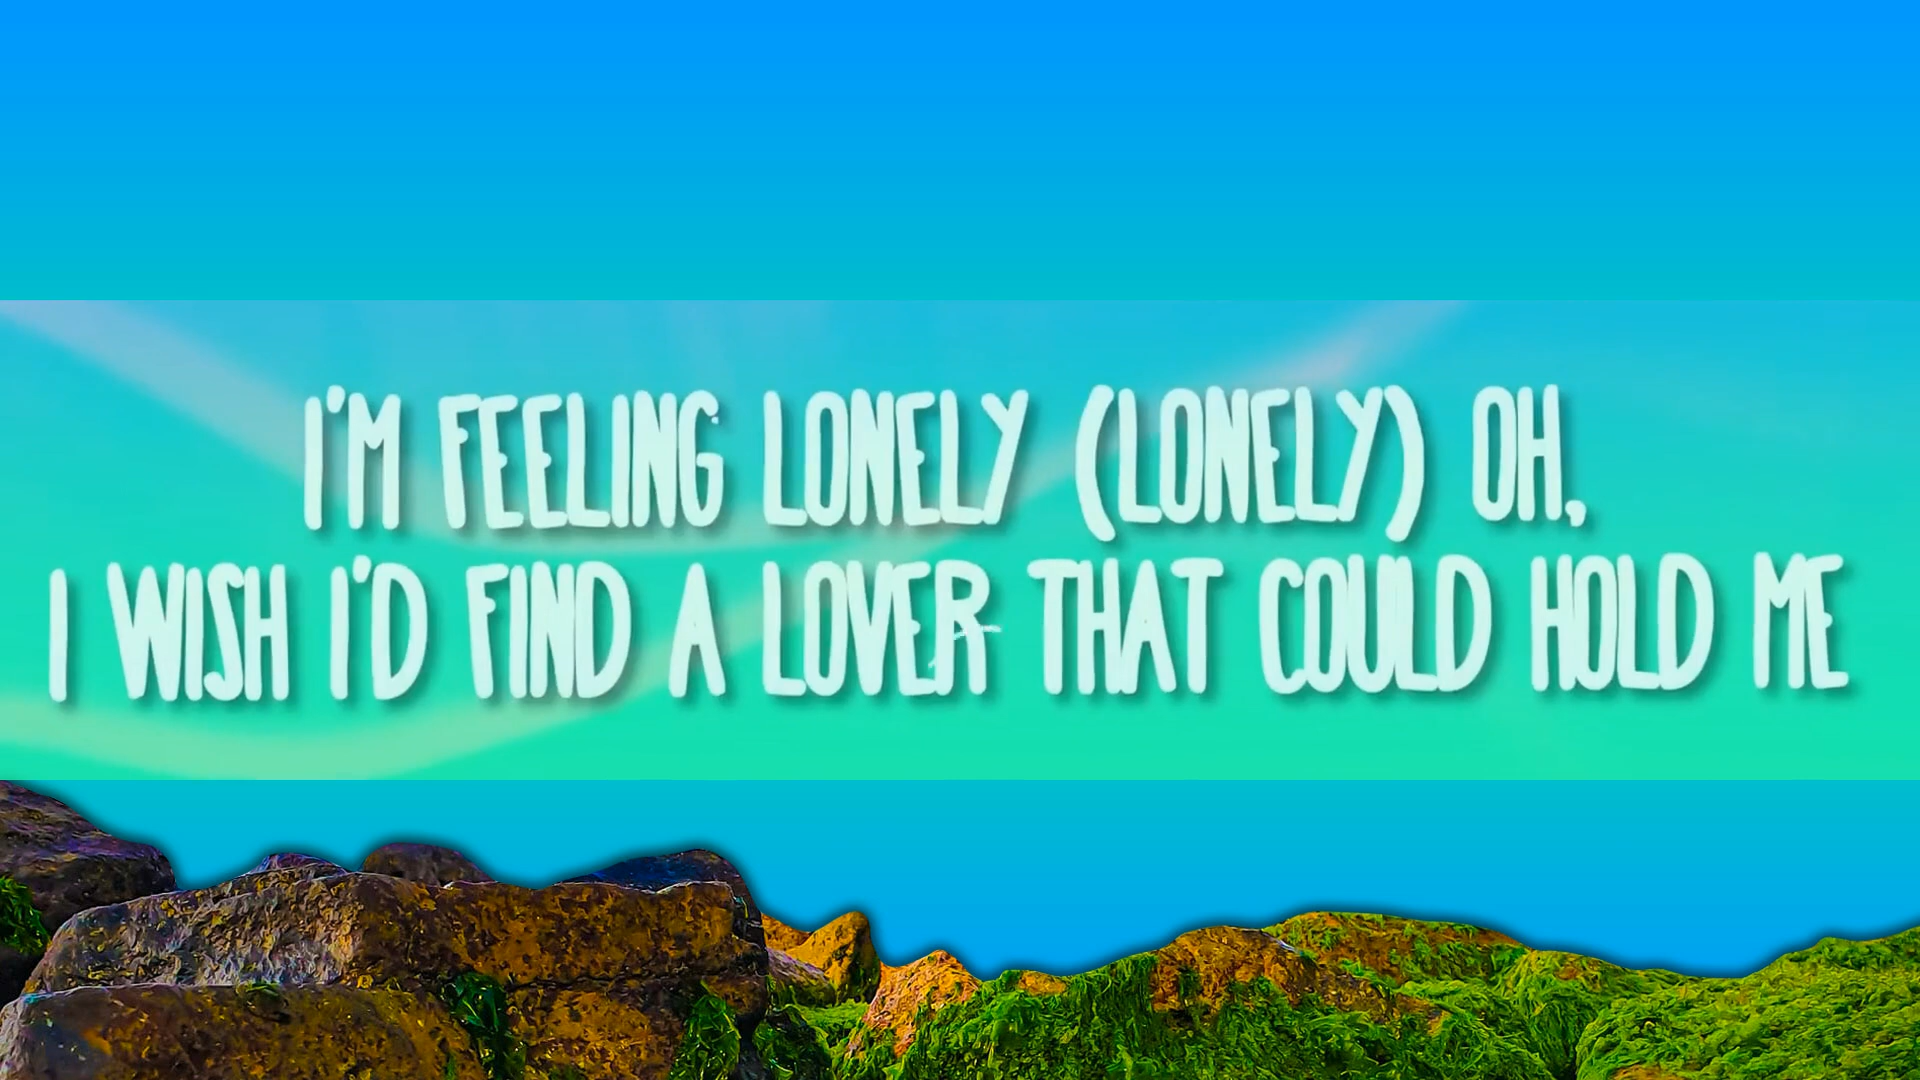 I'M FEELING LONELY (LONELY) OH,
I WISH I'D FIND A LOVER THAT COULD HOLD ME